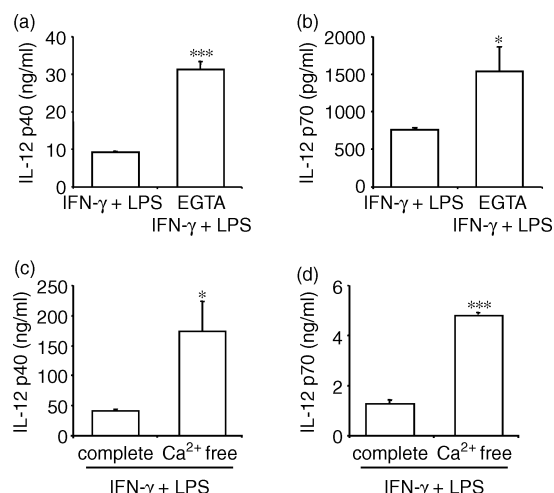 (a)
IL-12 p40 (ng/ml)
40
30
20
10
0
***
IFN-γ + LPS
EGTA
IFN-γ + LPS
(b)
IL-12 p70 (pg/ml)
2000
1500
1000
500
0
*
IFN-γ + LPS
EGTA
IFN-γ + LPS
(c)
IL-12 p40 (ng/ml)
250
200
150
100
50
0
*
complete
Ca²⁺ free
IFN-γ + LPS
(d)
IL-12 p70 (ng/ml)
6
4
2
0
***
complete
Ca²⁺ free
IFN-γ + LPS